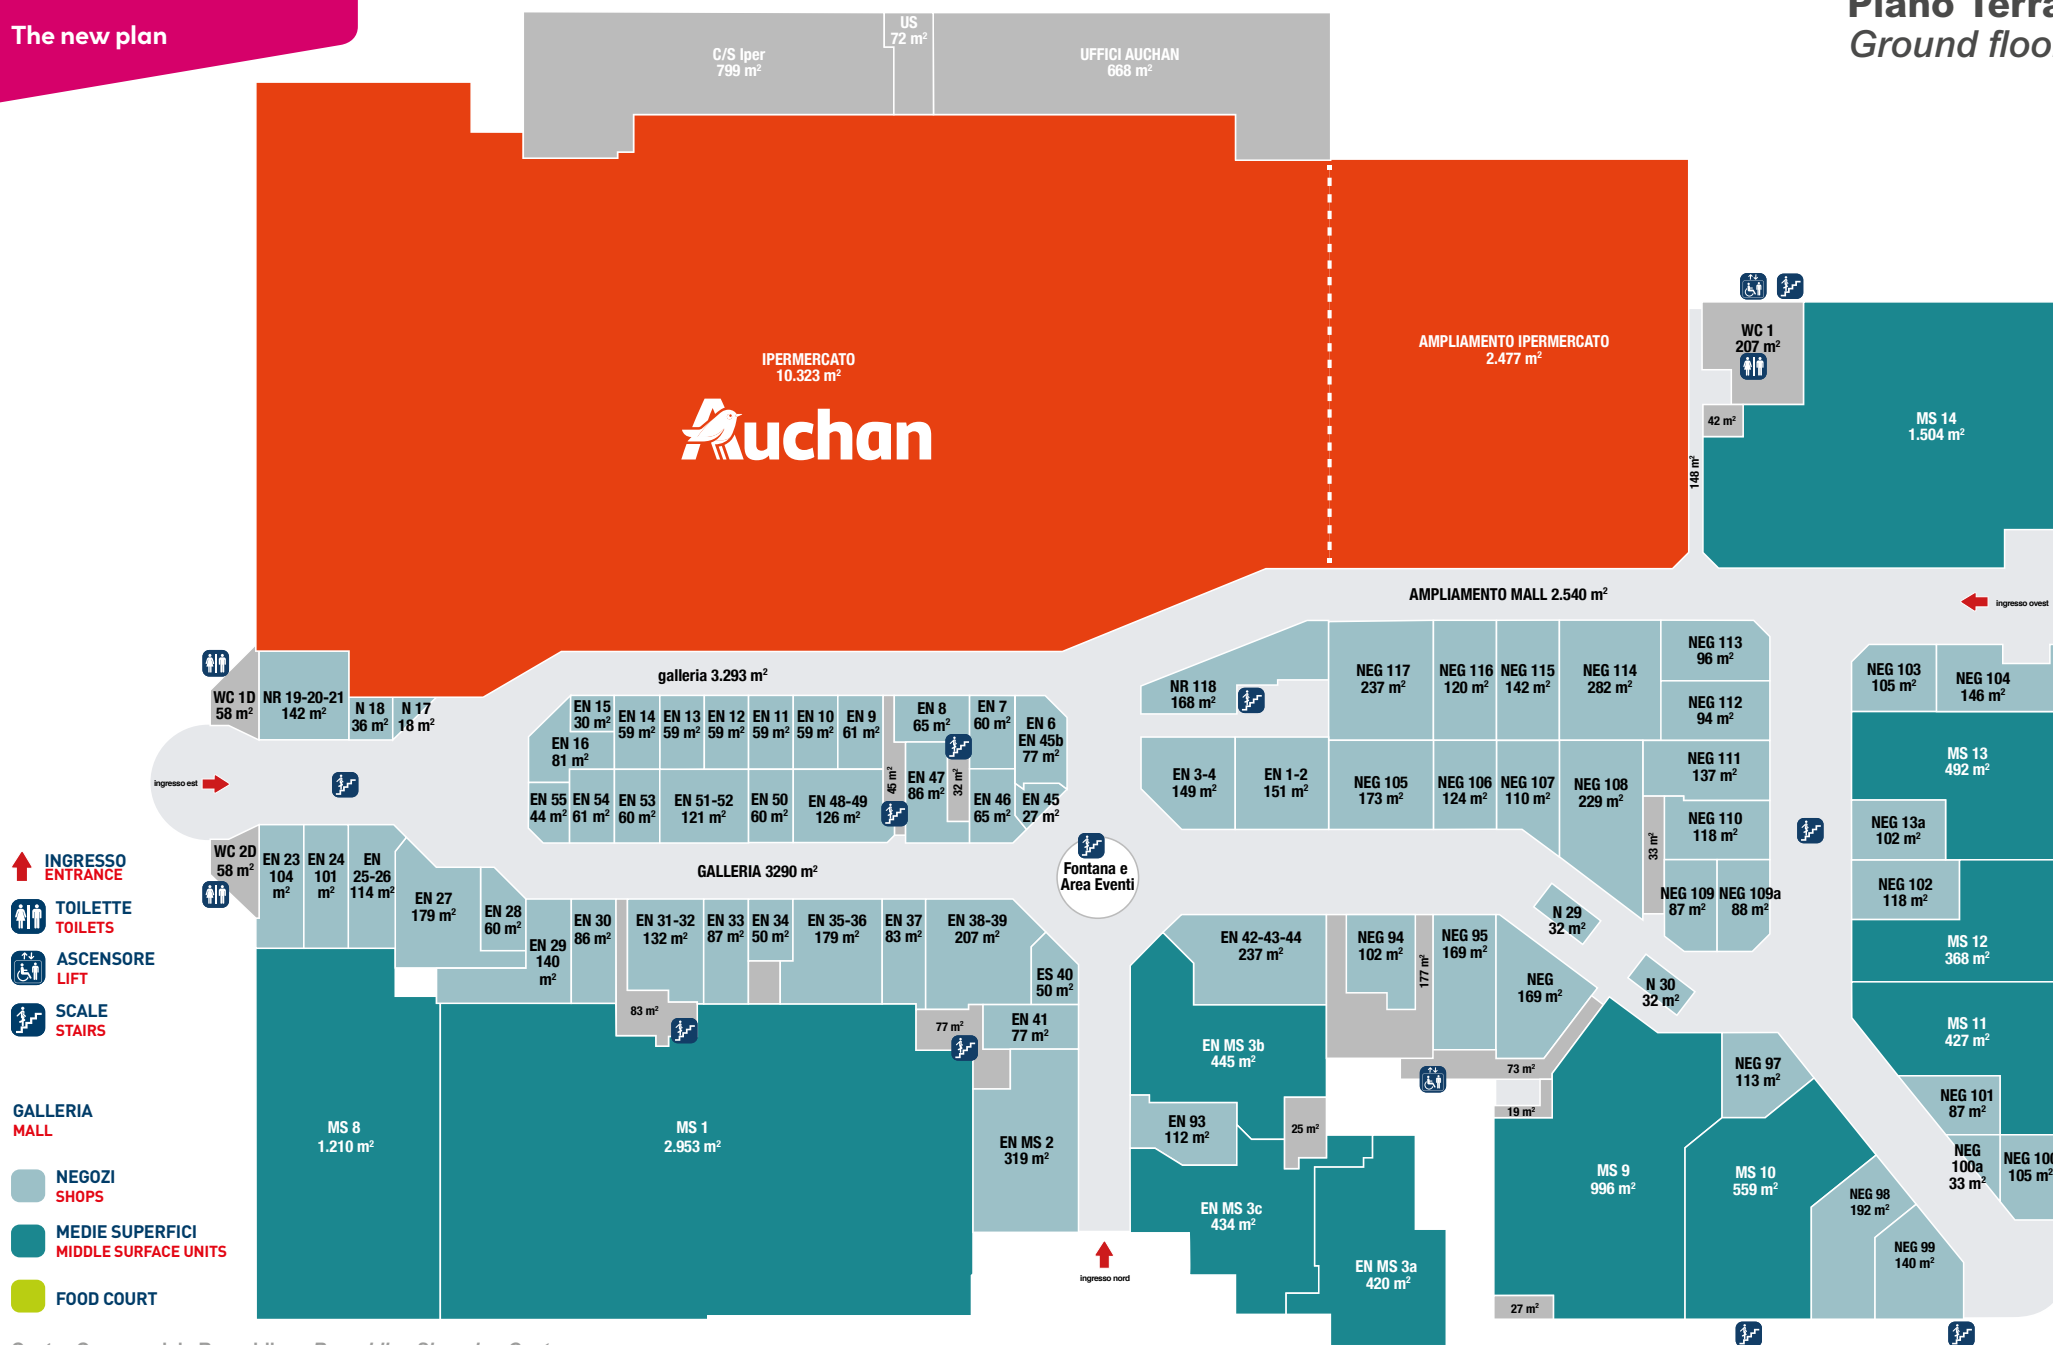 The new plan
Piano Terra
Ground floo
C/S Iper
799 m²
US
72 m²
UFFICI AUCHAN
668 m²
IPERMERCATO
10.323 m²
Auchan
AMPLIAMENTO IPERMERCATO
2.477 m²
WC 1
207 m²
42 m²
148 m²
MS 14
1.504 m²
AMPLIAMENTO MALL 2.540 m²
ingresso ovest
galleria 3.293 m²
WC 1D
58 m²
NR 19-20-21
142 m²
N 18
36 m²
N 17
18 m²
ingresso est
EN 15
30 m²
EN 16
81 m²
EN 14
59 m²
EN 13
59 m²
EN 12
59 m²
EN 11
59 m²
EN 10
59 m²
EN 9
61 m²
45 m²
EN 8
65 m²
EN 7
60 m²
EN 6
EN 45b
77 m²
EN 55
44 m²
EN 54
61 m²
EN 53
60 m²
EN 51-52
121 m²
EN 50
60 m²
EN 48-49
126 m²
EN 47
86 m²
32 m²
EN 46
65 m²
EN 45
27 m²
NR 118
168 m²
NEG 117
237 m²
NEG 116
120 m²
NEG 115
142 m²
NEG 114
282 m²
NEG 113
96 m²
NEG 112
94 m²
EN 3-4
149 m²
EN 1-2
151 m²
NEG 105
173 m²
NEG 106
124 m²
NEG 107
110 m²
NEG 108
229 m²
NEG 111
137 m²
NEG 110
118 m²
33 m²
NEG 109
87 m²
NEG 109a
88 m²
NEG 103
105 m²
NEG 104
146 m²
MS 13
492 m²
NEG 13a
102 m²
NEG 102
118 m²
MS 12
368 m²
MS 11
427 m²
NEG 101
87 m²
NEG
100a
33 m²
NEG 100
105 m²
GALLERIA 3290 m²
Fontana e
Area Eventi
WC 2D
58 m²
EN 23
104
m²
EN 24
101
m²
EN
25-26
114 m²
EN 27
179 m²
EN 28
60 m²
EN 29
140
m²
EN 30
86 m²
EN 31-32
132 m²
83 m²
EN 33
87 m²
EN 34
50 m²
EN 35-36
179 m²
EN 37
83 m²
EN 38-39
207 m²
77 m²
ES 40
50 m²
EN 41
77 m²
EN MS 2
319 m²
MS 8
1.210 m²
MS 1
2.953 m²
ingresso nord
EN 42-43-44
237 m²
NEG 94
102 m²
177 m²
NEG 95
169 m²
NEG
169 m²
N 29
32 m²
N 30
32 m²
EN MS 3b
445 m²
EN 93
112 m²
25 m²
EN MS 3c
434 m²
EN MS 3a
420 m²
73 m²
19 m²
MS 9
996 m²
27 m²
MS 10
559 m²
NEG 97
113 m²
NEG 98
192 m²
NEG 99
140 m²
INGRESSO
ENTRANCE
TOILETTE
TOILETS
ASCENSORE
LIFT
SCALE
STAIRS
GALLERIA
MALL
NEGOZI
SHOPS
MEDIE SUPERFICI
MIDDLE SURFACE UNITS
FOOD COURT